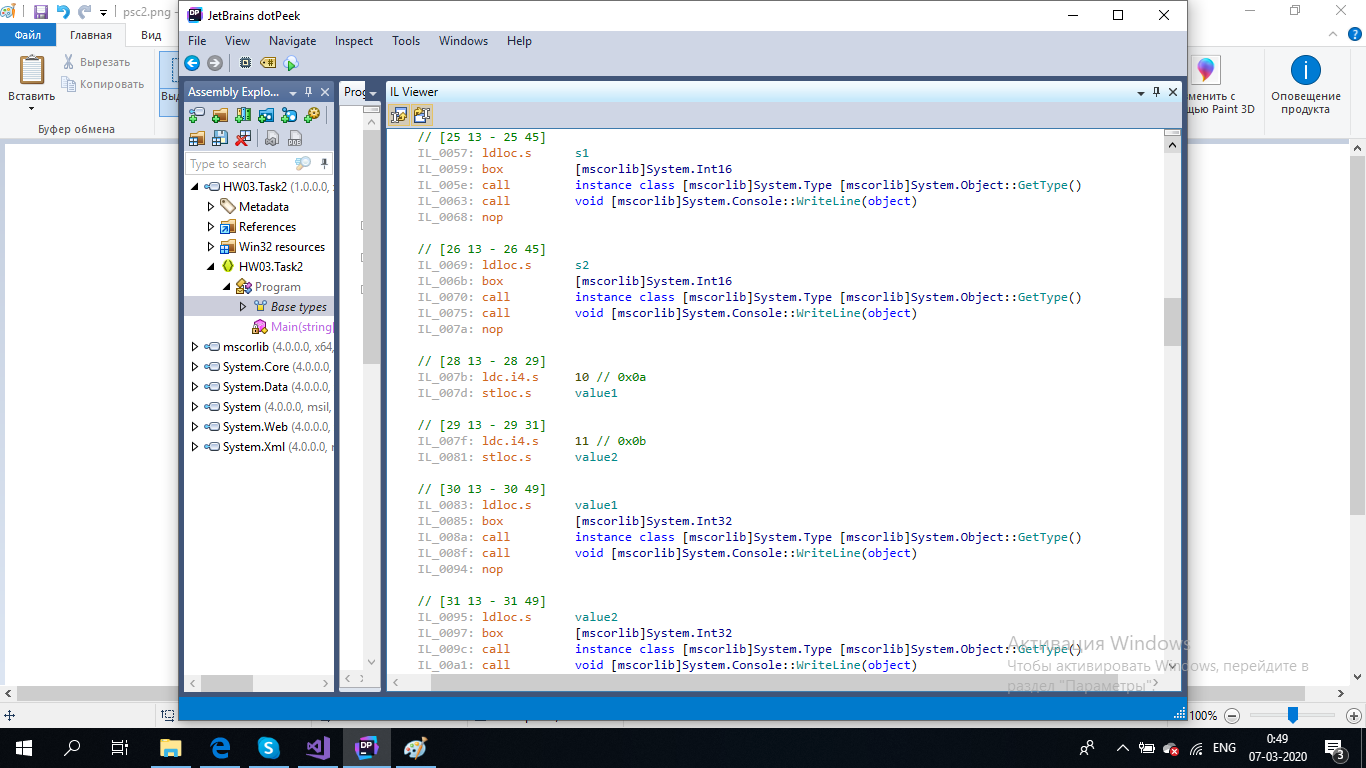 psc2.png -
JetBrains dotPeek
Файл
Главная
Вид
File View Navigate Inspect Tools Windows Help
Вставить
Вырезать
Копировать
Буфер обмена
Оповещение
продукта
Assembly Explo...
Type to search
HW03.Task2 (1.0.0.0,
Metadata
References
Win32 resources
HW03.Task2
Program
Base types
Main(string
mscorlib (4.0.0.0, x64,
System.Core (4.0.0.0,
System.Data (4.0.0.0,
System (4.0.0.0, msil,
System.Web (4.0.0.0,
System.Xml (4.0.0.0,
IL Viewer
// [25 13 - 25 45]
IL_0057: ldloc.s s1
IL_0059: box [mscorlib]System.Int16
IL_005e: call instance class [mscorlib]System.Type [mscorlib]System.Object::GetType()
IL_0063: call void [mscorlib]System.Console::WriteLine(object)
IL_0068: nop
// [26 13 - 26 45]
IL_0069: ldloc.s s2
IL_006b: box [mscorlib]System.Int16
IL_0070: call instance class [mscorlib]System.Type [mscorlib]System.Object::GetType()
IL_0075: call void [mscorlib]System.Console::WriteLine(object)
IL_007a: nop
// [28 13 - 28 29]
IL_007b: ldc.i4.s 10 // 0x0a
IL_007d: stloc.s value1
// [29 13 - 29 31]
IL_007f: ldc.i4.s 11 // 0x0b
IL_0081: stloc.s value2
// [30 13 - 30 49]
IL_0083: ldloc.s value1
IL_0085: box [mscorlib]System.Int32
IL_008a: call instance class [mscorlib]System.Type [mscorlib]System.Object::GetType()
IL_008f: call void [mscorlib]System.Console::WriteLine(object)
IL_0094: nop
// [31 13 - 31 49]
IL_0095: ldloc.s value2
IL_0097: box [mscorlib]System.Int32
IL_009c: call instance class [mscorlib]System.Type [mscorlib]System.Object::GetType()
IL_00a1: call void [mscorlib]System.Console::WriteLine(object)
Активация Windows
Чтобы активировать Windows, перейдите в
раздел "Параметры".
100%
ENG
0:49
07-03-2020
3